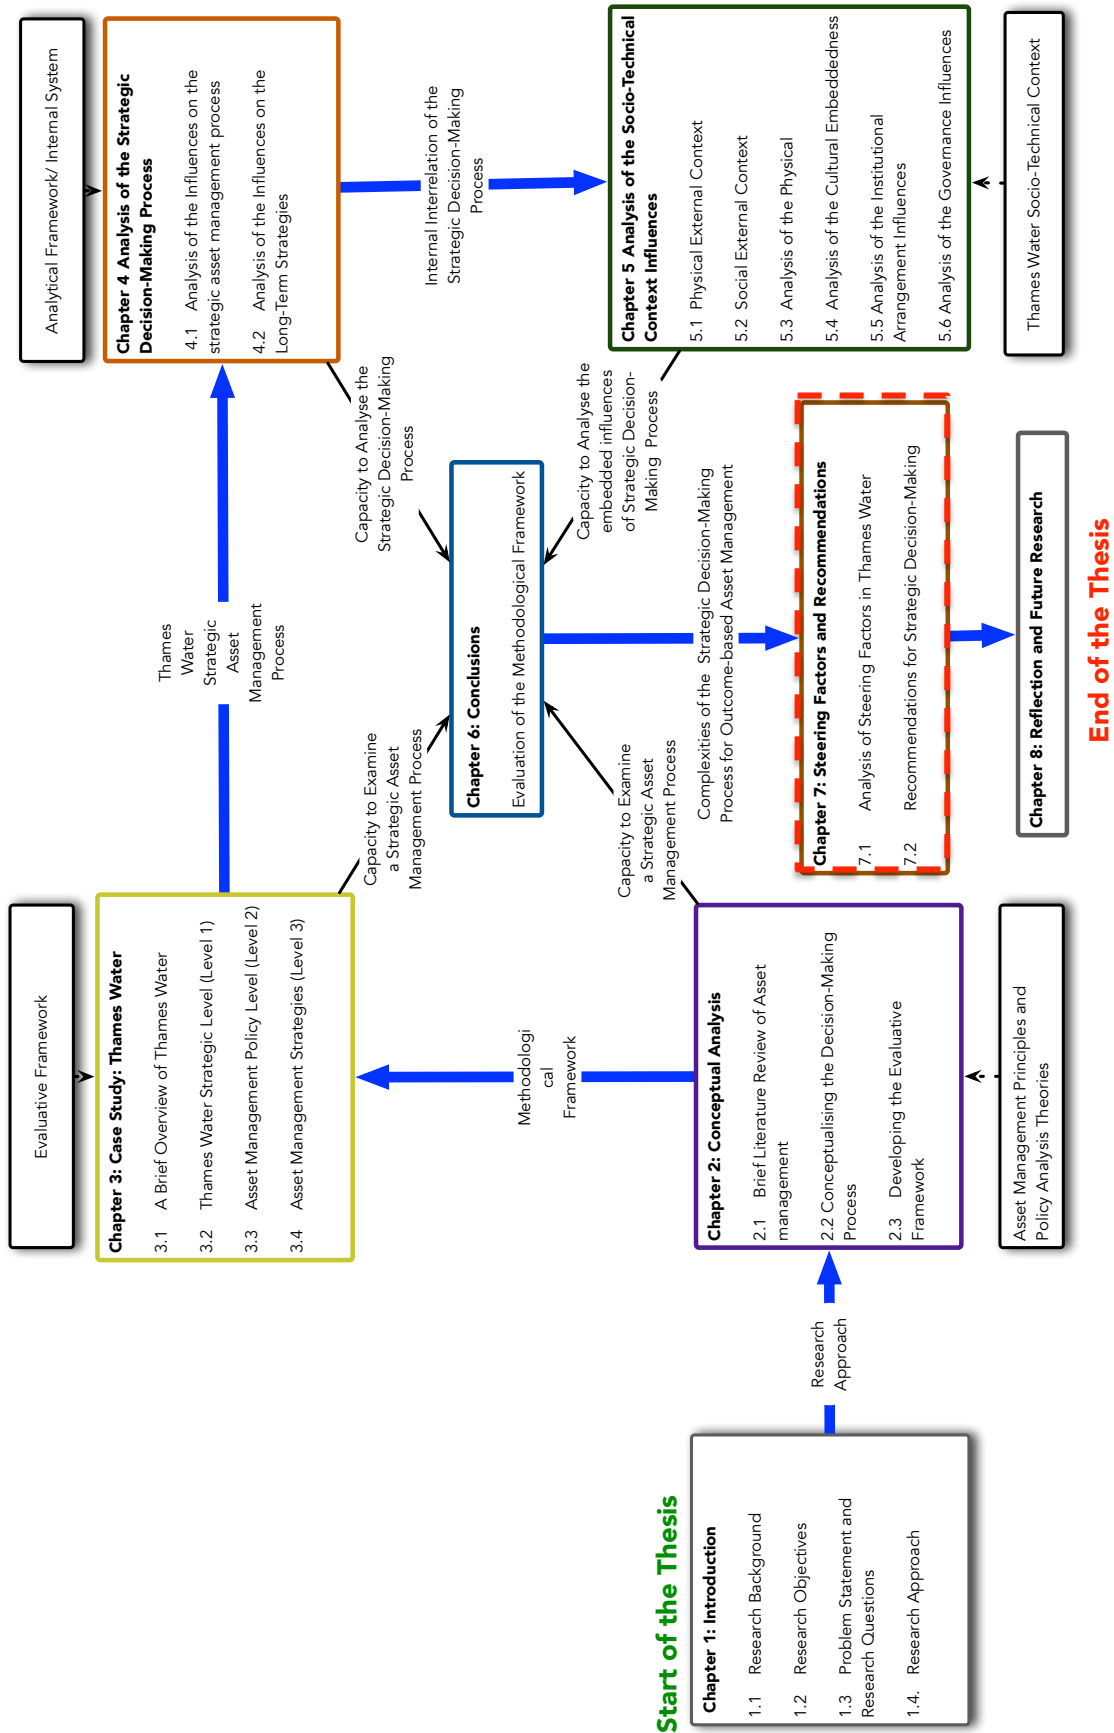 Start of the Thesis
Chapter 1: Introduction
1.1 Research Background
1.2 Research Objectives
1.3 Problem Statement and
Research Questions
1.4. Research Approach
Research
Approach
Chapter 2: Conceptual Analysis
2.1 Brief Literature Review of Asset
management
2.2 Conceptualising the Decision-Making
Process
2.3 Developing the Evaluative
Framework
Asset Management Principles and
Policy Analysis Theories
Methodologi
cal
Framework
Evaluative Framework
Chapter 3: Case Study: Thames Water
3.1 A Brief Overview of Thames Water
3.2 Thames Water Strategic Level (Level 1)
3.3 Asset Management Policy Level (Level 2)
3.4 Asset Management Strategies (Level 3)
Thames
Water
Strategic
Asset
Management
Process
Analytical Framework/ Internal System
Chapter 4 Analysis of the Strategic
Decision-Making Process
4.1 Analysis of the Influences on the
strategic asset management process
4.2 Analysis of the Influences on the
Long-Term Strategies
Internal Interrelation of the
Strategic Decision-Making
Process
Chapter 5 Analysis of the Socio-Technical
Context Influences
5.1 Physical External Context
5.2 Social External Context
5.3 Analysis of the Physical
5.4 Analysis of the Cultural Embeddedness
5.5 Analysis of the Institutional
Arrangement Influences
5.6 Analysis of the Governance Influences
Thames Water Socio-Technical Context
Capacity to Examine
a Strategic Asset
Management Process
Capacity to Analyse the
Strategic Decision-Making
Process
Capacity to Examine
a Strategic Asset
Management Process
Capacity to Analyse the
embedded influences
of Strategic Decision-
Making Process
Chapter 6: Conclusions
Evaluation of the Methodological Framework
Complexities of the Strategic Decision-Making
Process for Outcome-based Asset Management
Chapter 7: Steering Factors and Recommendations
7.1 Analysis of Steering Factors in Thames Water
7.2 Recommendations for Strategic Decision-Making
Chapter 8: Reflection and Future Research
End of the Thesis